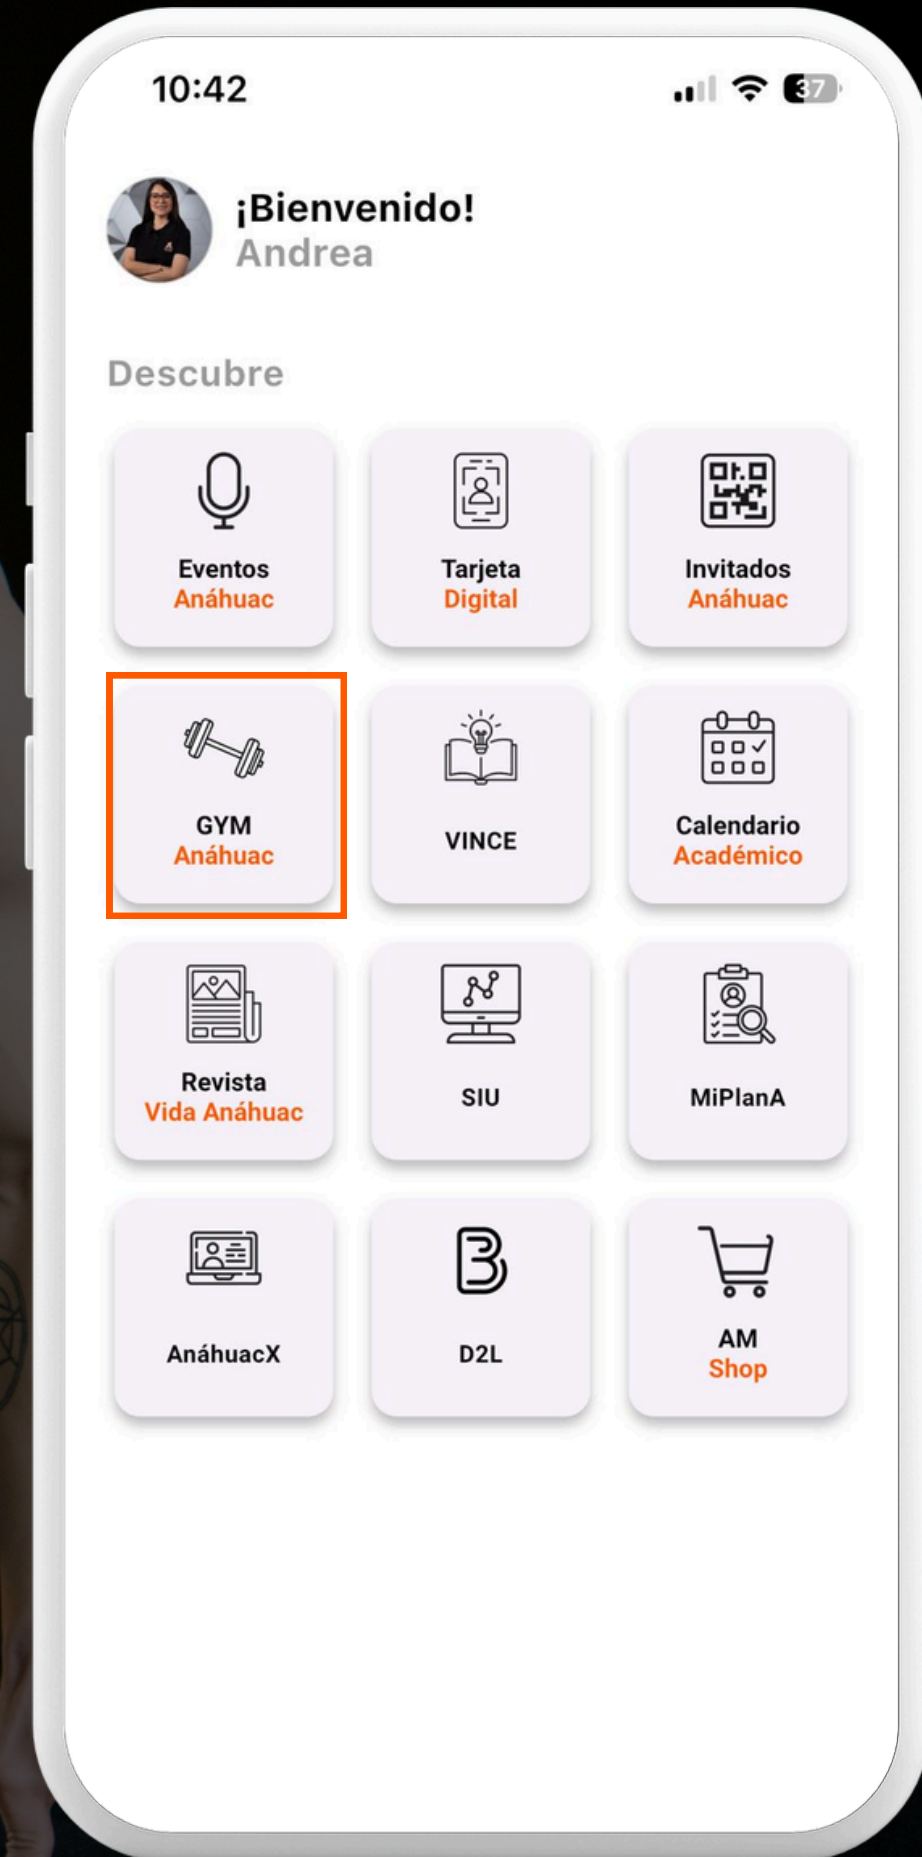 10:42
37
¡Bienvenido!
Andrea
Descubre
Eventos
Anáhuac
Tarjeta
Digital
Invitados
Anáhuac
GYM
Anáhuac
VINCE
Calendario
Académico
Revista
Vida Anáhuac
SIU
MiPlanA
AnáhuacX
D2L
AM
Shop